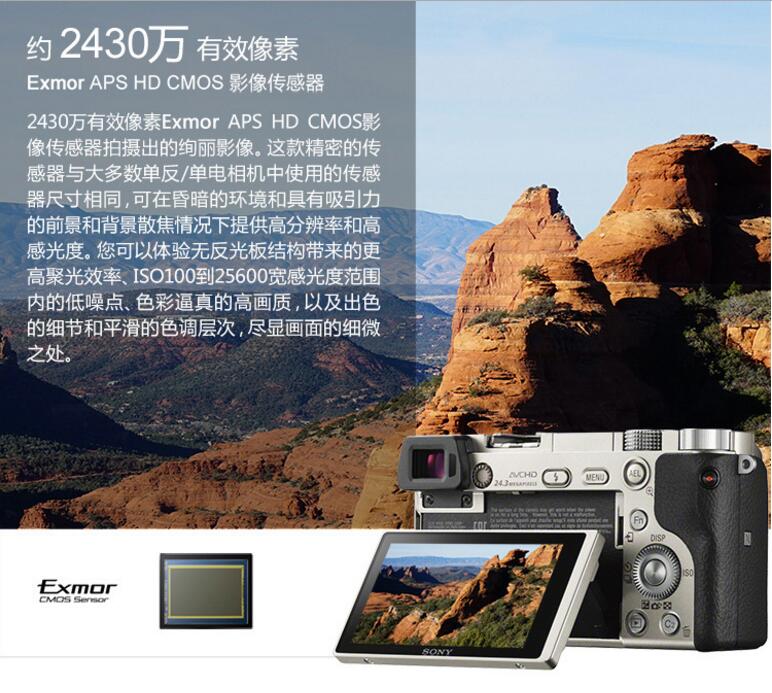 约 2430万 有效像素
Exmor APS HD CMOS 影像传感器
2430万有效像素Exmor APS HD CMOS影
像传感器拍摄出的绚丽影像。这款精密的传
感器与大多数单反/单电相机中使用的传感
器尺寸相同,可在昏暗的环境和具有吸引力
的前景和背景散焦情况下提供高分辨率和高
感光度。您可以体验无反光板结构带来的更
高聚光效率、ISO100到25600宽感光度范围
内的低噪点、色彩逼真的高画质,以及出色
的细节和平滑的色调层次,尽显画面的细微
之处。
AVCHD
24.3 MEGAPIXELS
MENU
AEL
Fn
DISP
ISO
C2
Exmor
CMOS Sensor
SONY